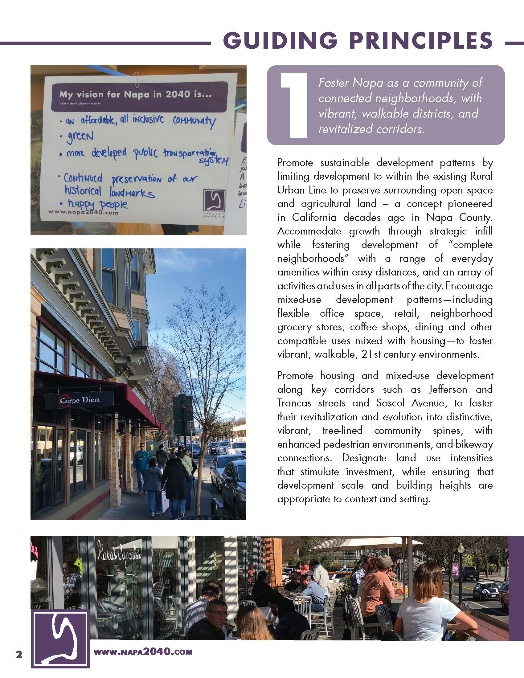 GUIDING PRINCIPLES
My vision for Napa in 2040 is...
• an affordable, all inclusive community
• green
• more developed public transportation
system
• Continued preservation of our
historical landmarks
• happy people
www.napa2040.com
Carpe Diem
1
Foster Napa as a community of
connected neighborhoods, with
vibrant, walkable districts, and
revitalized corridors.
Promote sustainable development patterns by
limiting development to within the existing Rural
Urban Line to preserve surrounding open space
and agricultural land – a concept pioneered
in California decades ago in Napa County.
Accommodate growth through strategic infill
while fostering development of “complete
neighborhoods” with a range of everyday
amenities within easy distances, and an array of
activities and uses in all parts of the city. Encourage
mixed-use development patterns—including
flexible office space, retail, neighborhood
grocery stores, coffee shops, dining and other
compatible uses mixed with housing—to foster
vibrant, walkable, 21st century environments.
Promote housing and mixed-use development
along key corridors such as Jefferson and
Trancas streets and Soscol Avenue, to foster
their revitalization and evolution into distinctive,
vibrant, tree-lined community spines, with
enhanced pedestrian environments, and bikeway
connections. Designate land use intensities
that stimulate investment, while ensuring that
development scale and building heights are
appropriate to context and setting.
2
www.napa2040.com